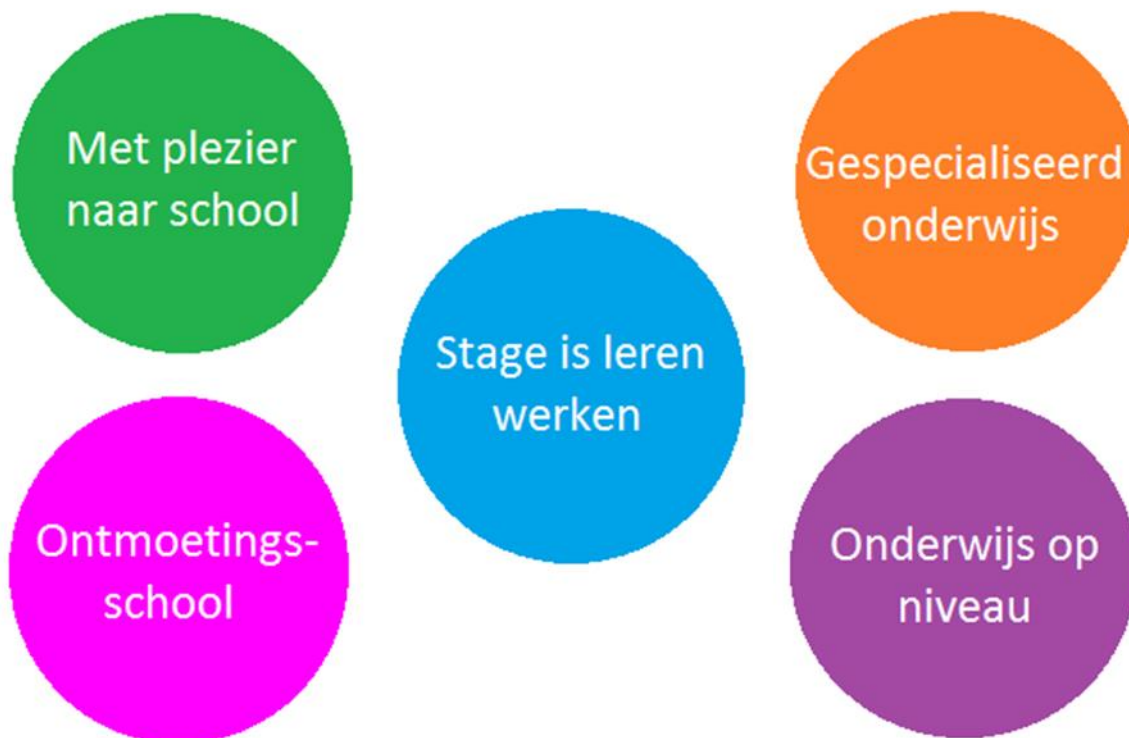 Met plezier
naar school
Gespecialiseerd
onderwijs
Stage is leren
werken
Ontmoetings-
school
Onderwijs op
niveau